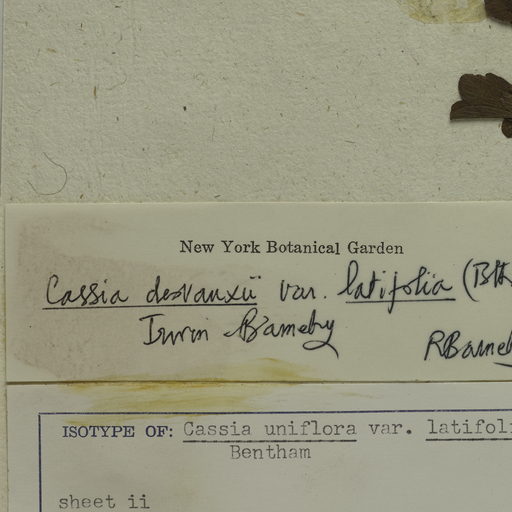 New York Botanical Garden
Cassia desvauxii var. latifolia (Bth
Irwin & Barneby
RBarneby
ISOTYPE OF: Cassia uniflora var. latifoli
Bentham
sheet ii